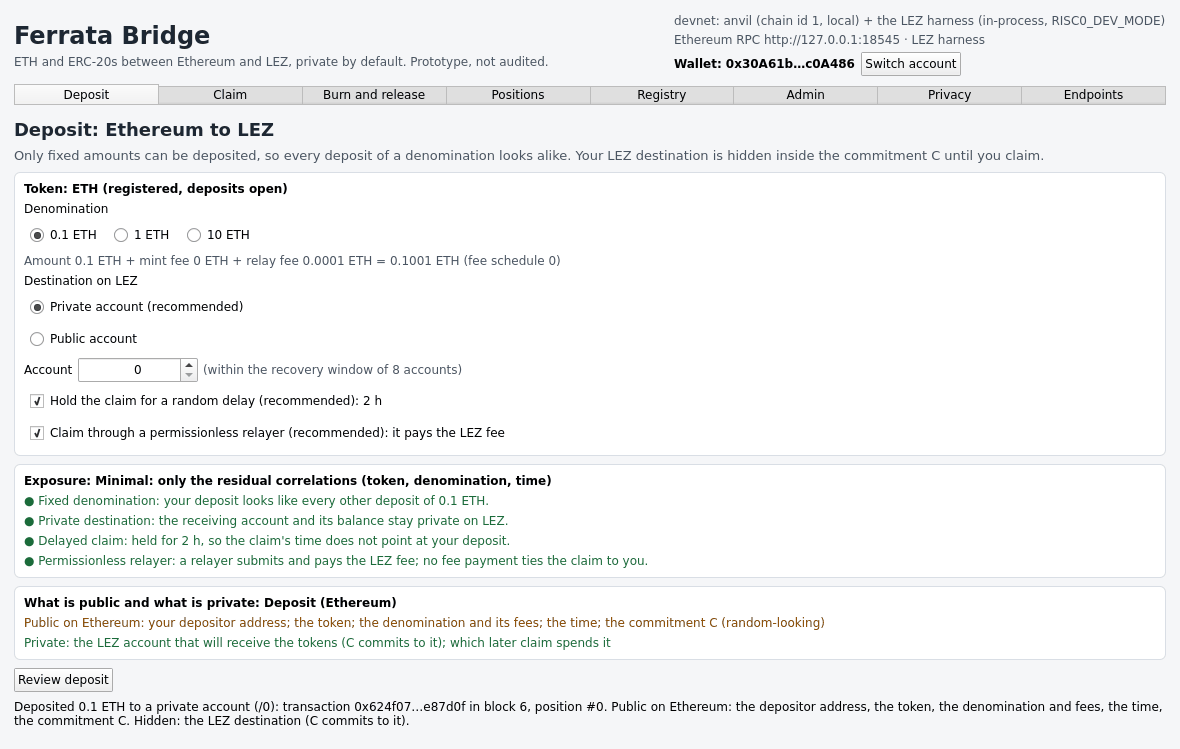 Ferrata Bridge
ETH and ERC-20s between Ethereum and LEZ, private by default. Prototype, not audited.
devnet: anvil (chain id 1, local) + the LEZ harness (in-process, RISC0_DEV_MODE)
Ethereum RPC http://127.0.0.1:18545 · LEZ harness
Wallet: 0x30A61b...c0A486 Switch account
Deposit Claim Burn and release Positions Registry Admin Privacy Endpoints
Deposit: Ethereum to LEZ
Only fixed amounts can be deposited, so every deposit of a denomination looks alike. Your LEZ destination is hidden inside the commitment C until you claim.
Token: ETH (registered, deposits open)
Denomination
0.1 ETH 1 ETH 10 ETH
Amount 0.1 ETH + mint fee 0 ETH + relay fee 0.0001 ETH = 0.1001 ETH (fee schedule 0)
Destination on LEZ
Private account (recommended)
Public account
Account 0 (within the recovery window of 8 accounts)
Hold the claim for a random delay (recommended): 2 h
Claim through a permissionless relayer (recommended): it pays the LEZ fee
Exposure: Minimal: only the residual correlations (token, denomination, time)
● Fixed denomination: your deposit looks like every other deposit of 0.1 ETH.
● Private destination: the receiving account and its balance stay private on LEZ.
● Delayed claim: held for 2 h, so the claim's time does not point at your deposit.
● Permissionless relayer: a relayer submits and pays the LEZ fee; no fee payment ties the claim to you.
What is public and what is private: Deposit (Ethereum)
Public on Ethereum: your depositor address; the token; the denomination and its fees; the time; the commitment C (random-looking)
Private: the LEZ account that will receive the tokens (C commits to it); which later claim spends it
Review deposit
Deposited 0.1 ETH to a private account (/0): transaction 0x624f07...e87d0f in block 6, position #0. Public on Ethereum: the depositor address, the token, the denomination and fees, the time,
the commitment C. Hidden: the LEZ destination (C commits to it).